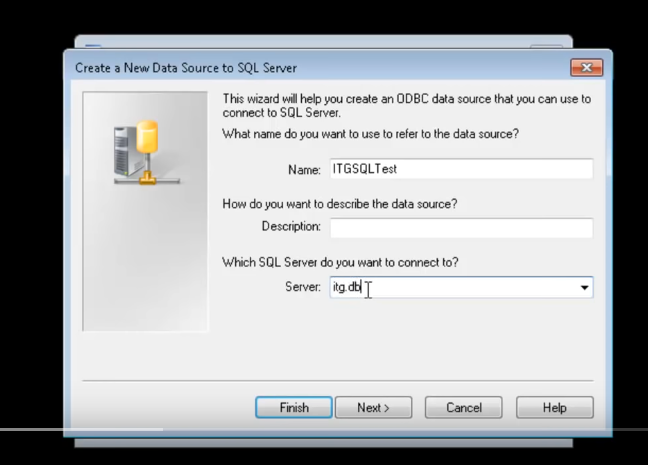 Create a New Data Source to SQL Server
This wizard will help you create an ODBC data source that you can use to
connect to SQL Server.
What name do you want to use to refer to the data source?
Name: ITGSQLTest
How do you want to describe the data source?
Description:
Which SQL Server do you want to connect to?
Server: itg.db
Finish Next > Cancel Help